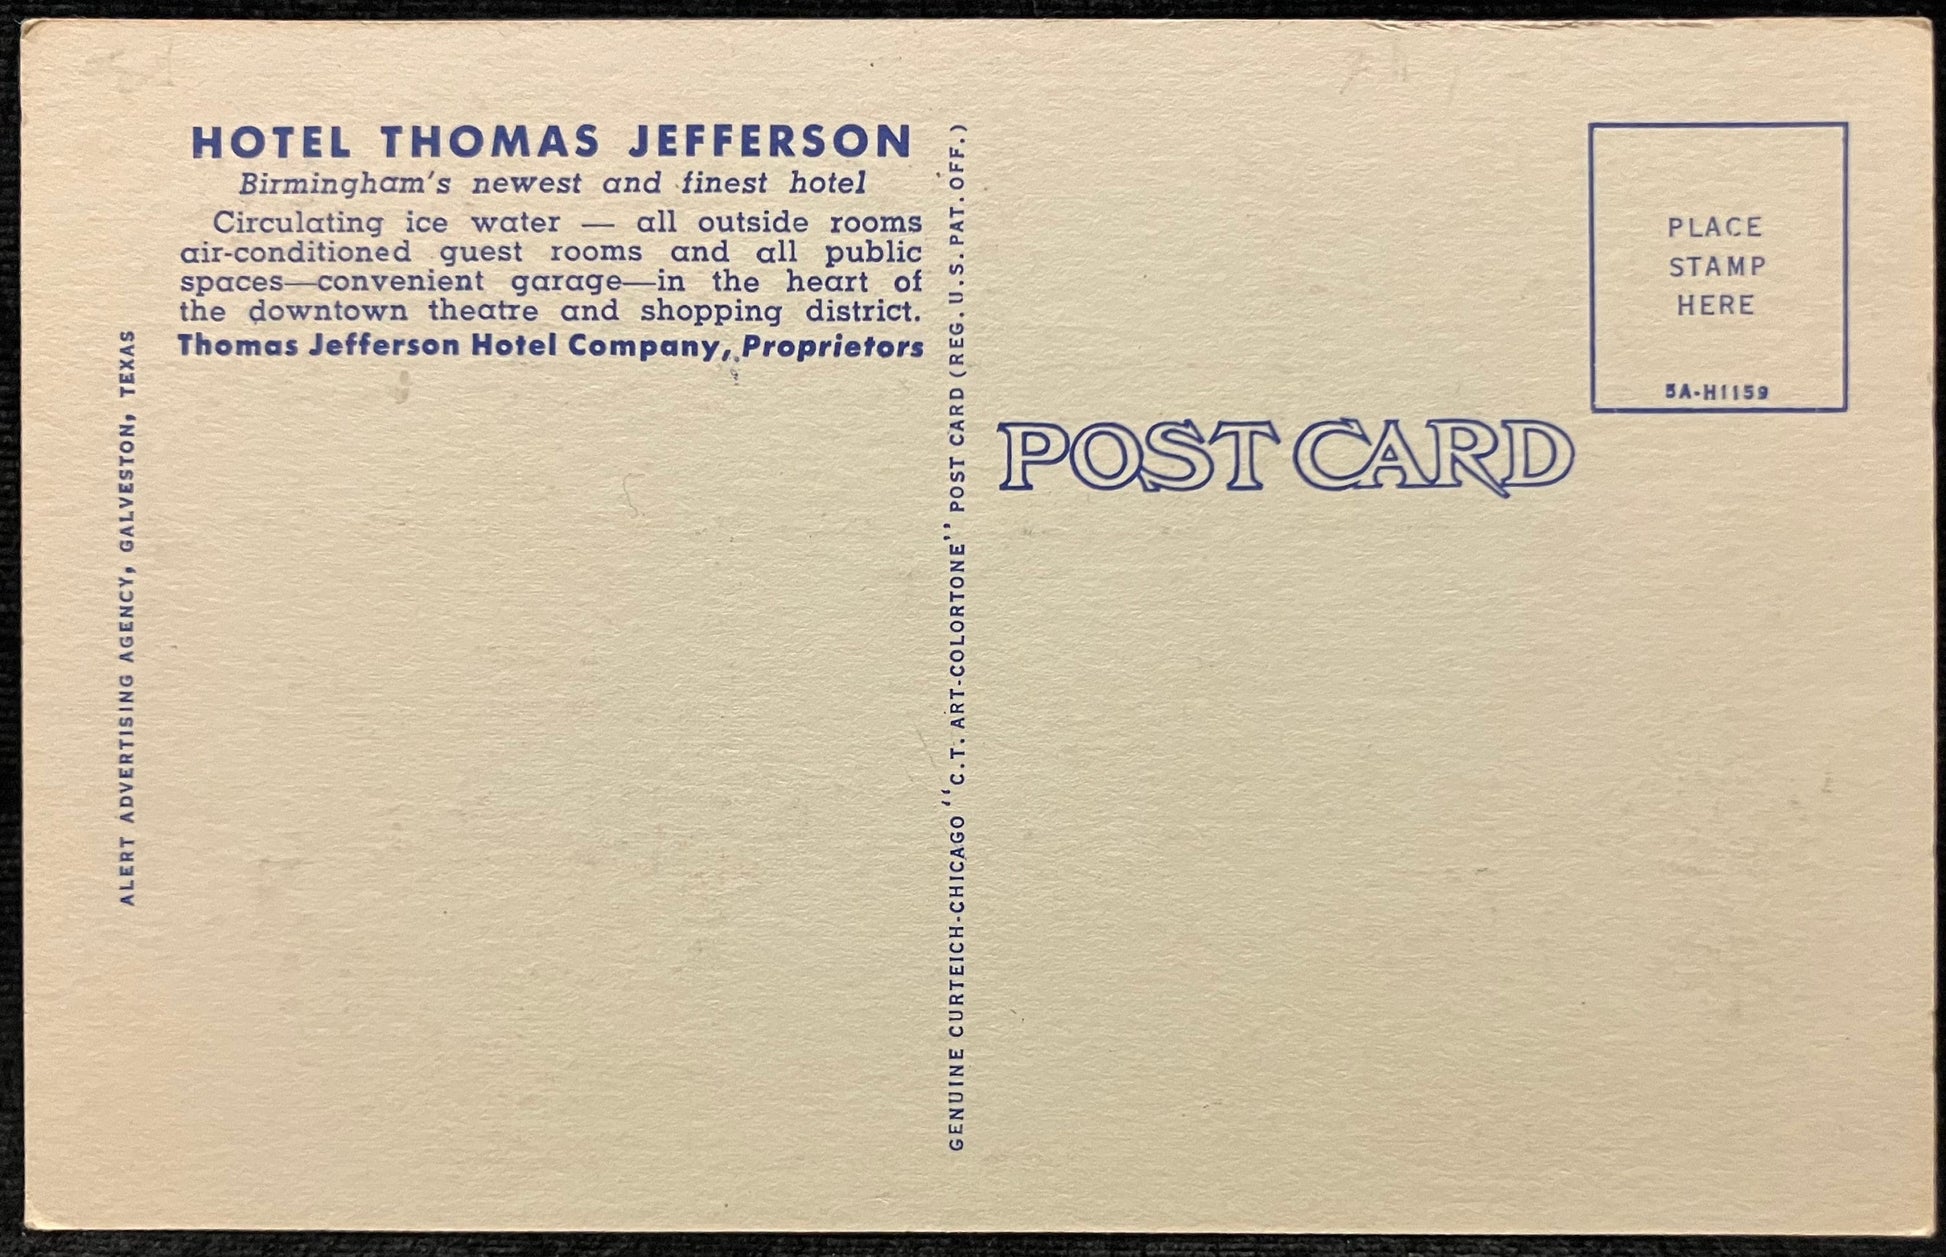 HOTEL THOMAS JEFFERSON
Birmingham's newest and finest hotel
Circulating ice water — all outside rooms
air-conditioned guest rooms and all public
spaces—convenient garage—in the heart of
the downtown theatre and shopping district.
Thomas Jefferson Hotel Company, Proprietors
ALERT ADVERTISING AGENCY, GALVESTON, TEXAS
GENUINE CURTEICH-CHICAGO "C.T. ART-COLORTONE" POST CARD (REG. U.S. PAT. OFF.)
POST CARD
PLACE
STAMP
HERE
5A-H1159